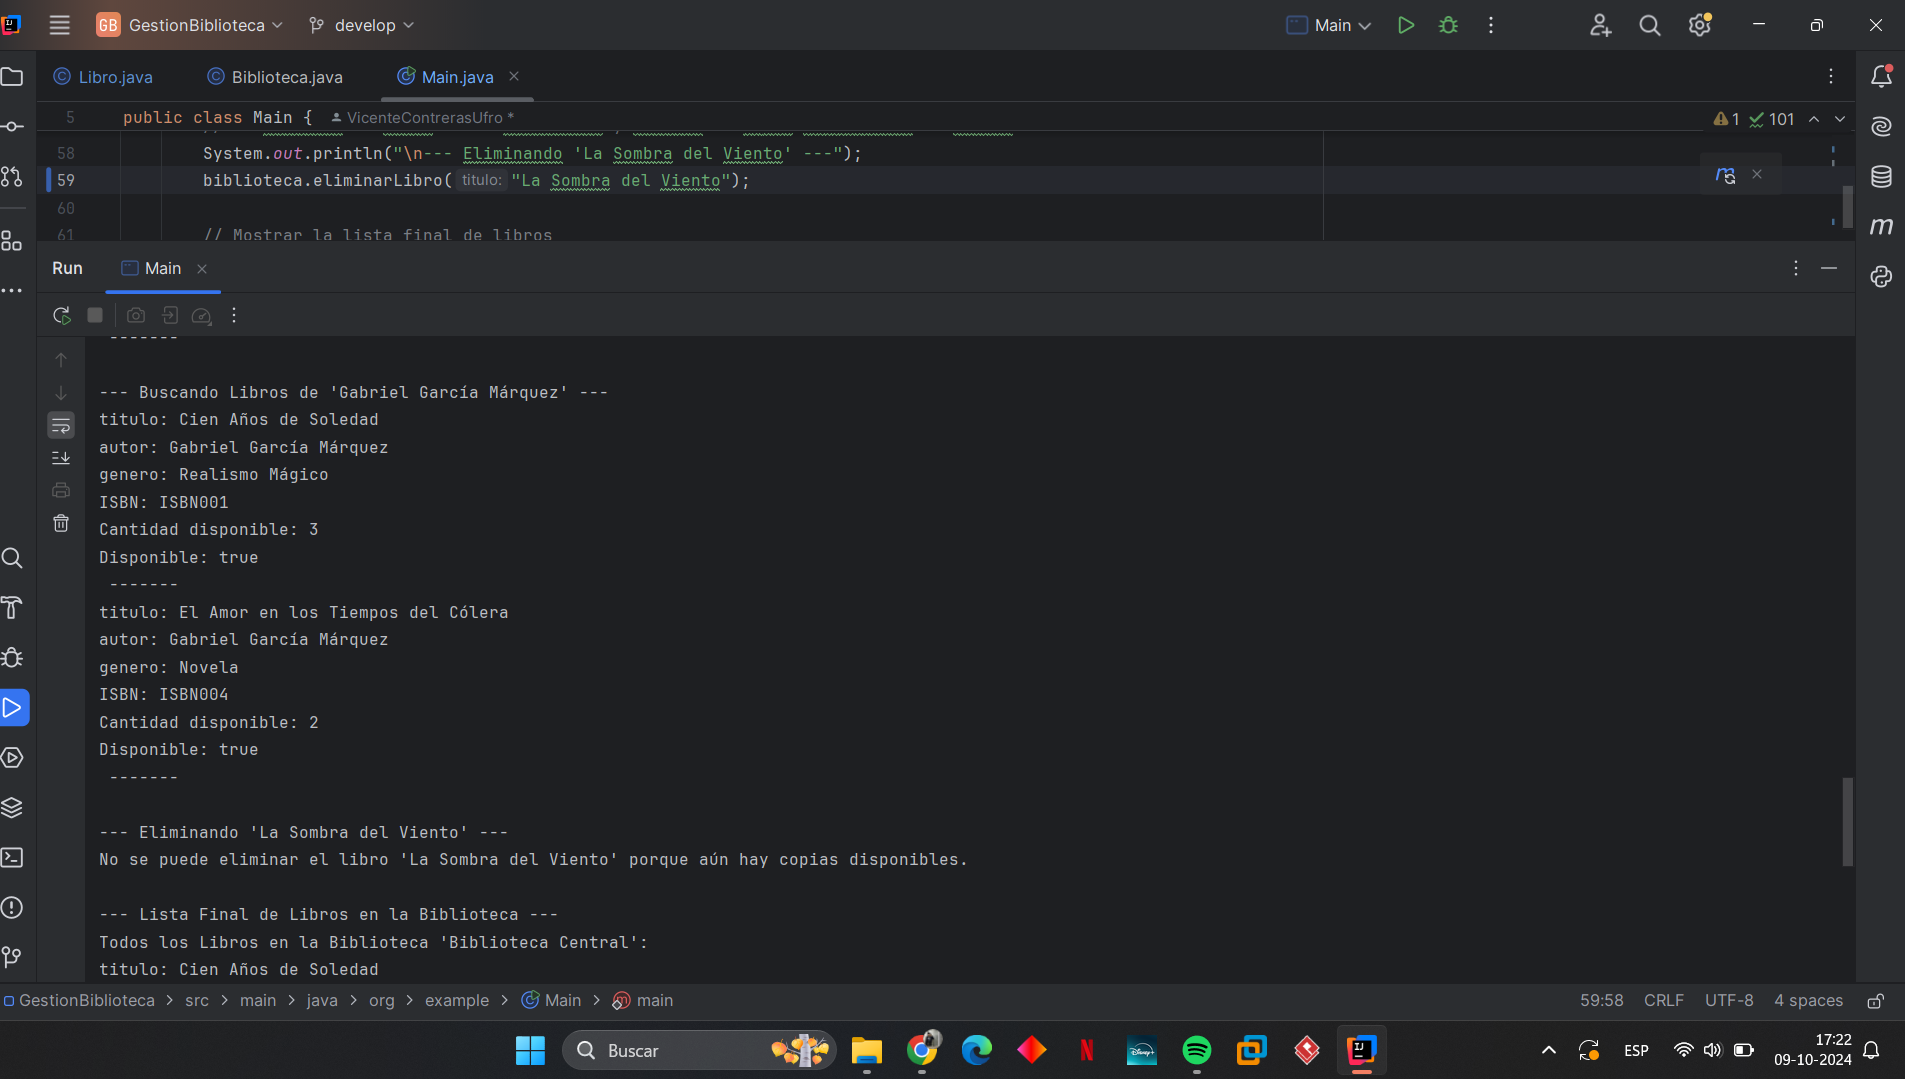 GB GestionBiblioteca develop Main
Libro.java Biblioteca.java Main.java
5 public class Main { VicenteContrerasUfro * 1 101
58 System.out.println("\n--- Eliminando 'La Sombra del Viento' ---");
59 biblioteca.eliminarLibro( titulo: "La Sombra del Viento");
60
61 // Mostrar la lista final de libros
Run Main
-------
--- Buscando Libros de 'Gabriel García Márquez' ---
titulo: Cien Años de Soledad
autor: Gabriel García Márquez
genero: Realismo Mágico
ISBN: ISBN001
Cantidad disponible: 3
Disponible: true
-------
titulo: El Amor en los Tiempos del Cólera
autor: Gabriel García Márquez
genero: Novela
ISBN: ISBN004
Cantidad disponible: 2
Disponible: true
-------
--- Eliminando 'La Sombra del Viento' ---
No se puede eliminar el libro 'La Sombra del Viento' porque aún hay copias disponibles.
--- Lista Final de Libros en la Biblioteca ---
Todos los Libros en la Biblioteca 'Biblioteca Central':
titulo: Cien Años de Soledad
GestionBiblioteca > src > main > java > org > example > Main > main 59:58 CRLF UTF-8 4 spaces
Buscar Disney+ ESP 17:22
09-10-2024